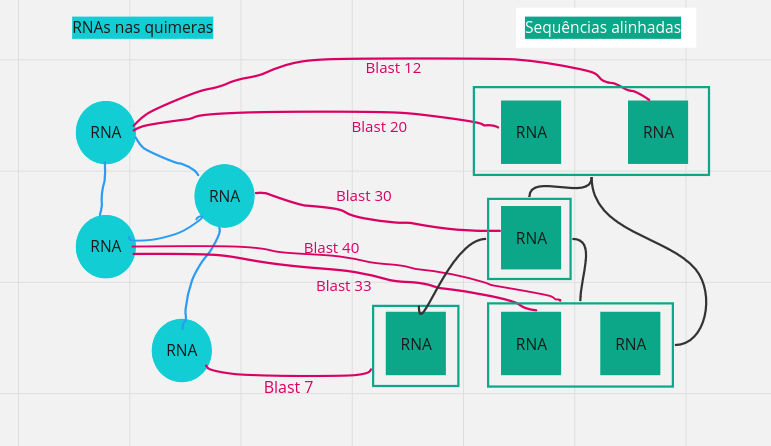 RNAs nas quimeras
Sequências alinhadas
Blast 12
RNA
Blast 20
RNA
RNA
RNA
Blast 30
RNA
RNA
Blast 40
Blast 33
RNA
Blast 7
RNA
RNA
RNA